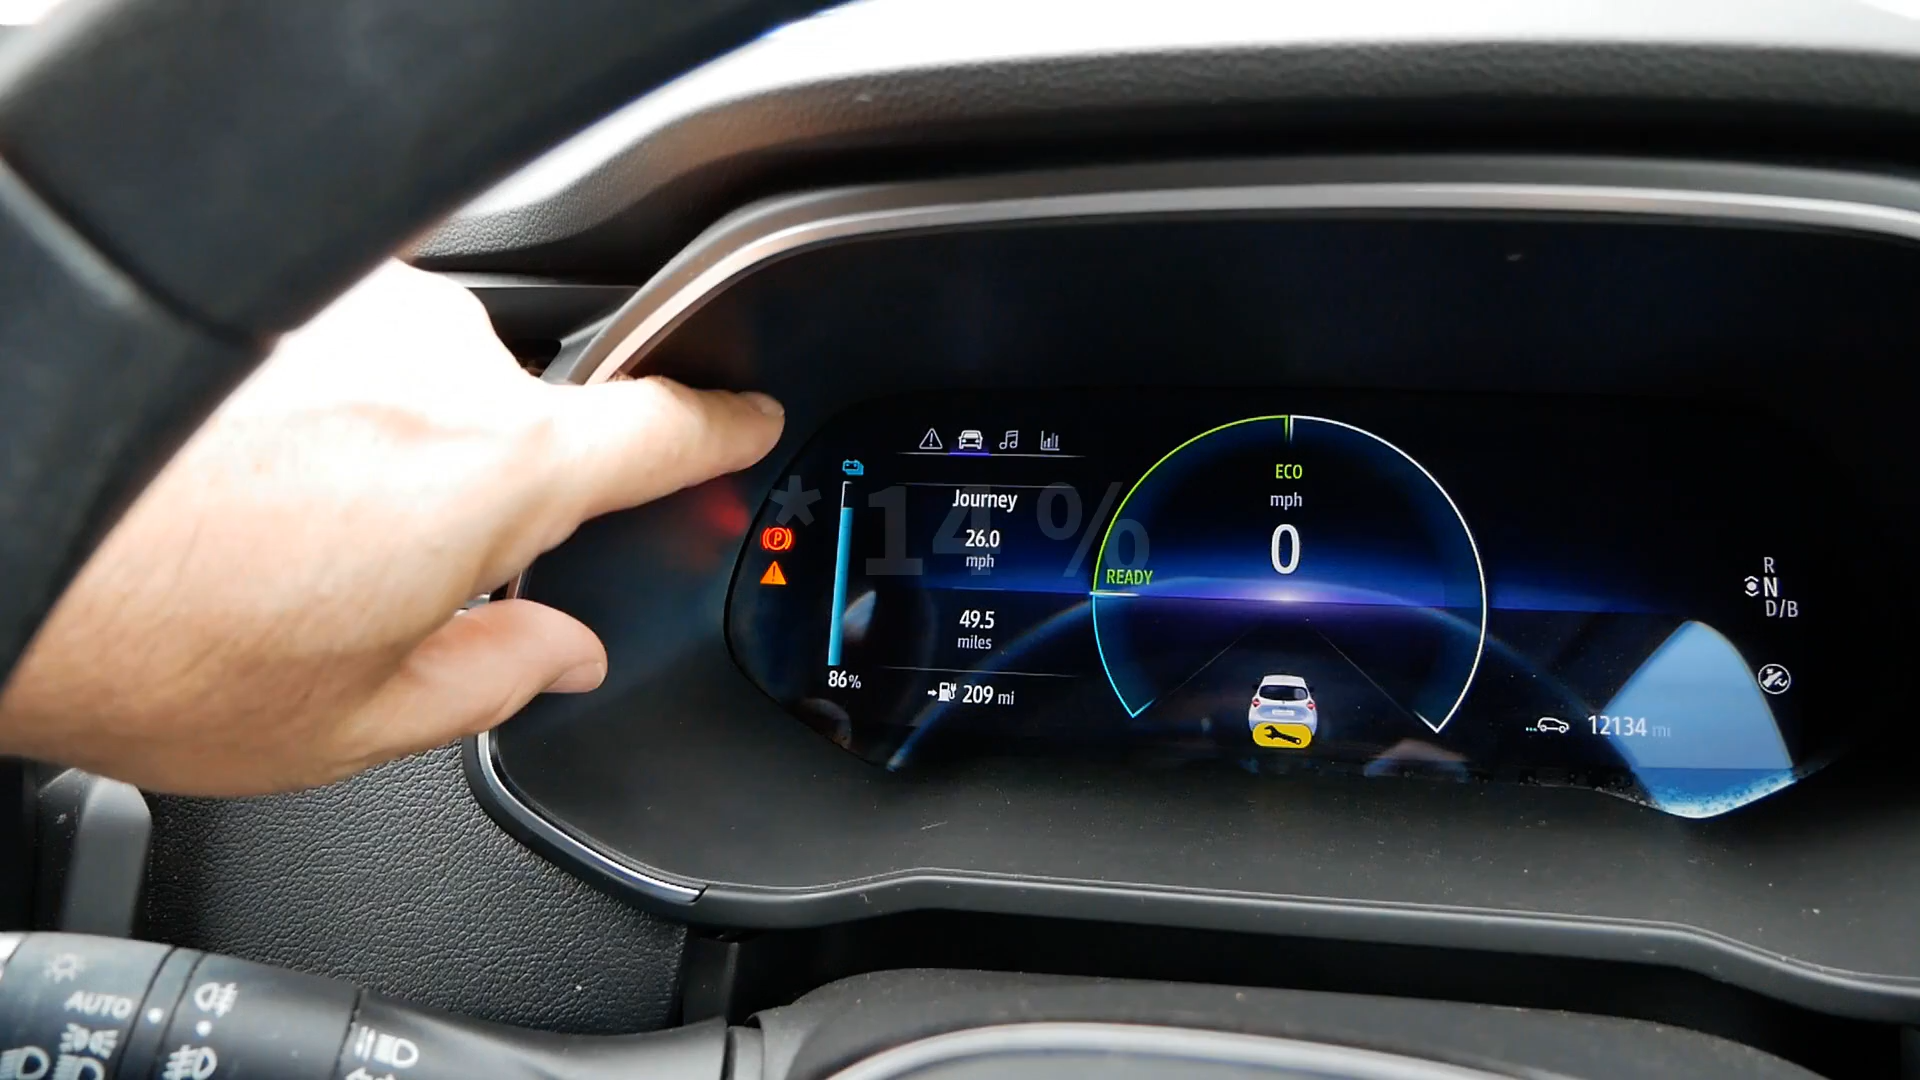 ECO
mph
0
READY
Journey
26.0
mph
49.5
miles
209 mi
86%
* 14 %
P
R
N
D/B
12134 mi
AUTO